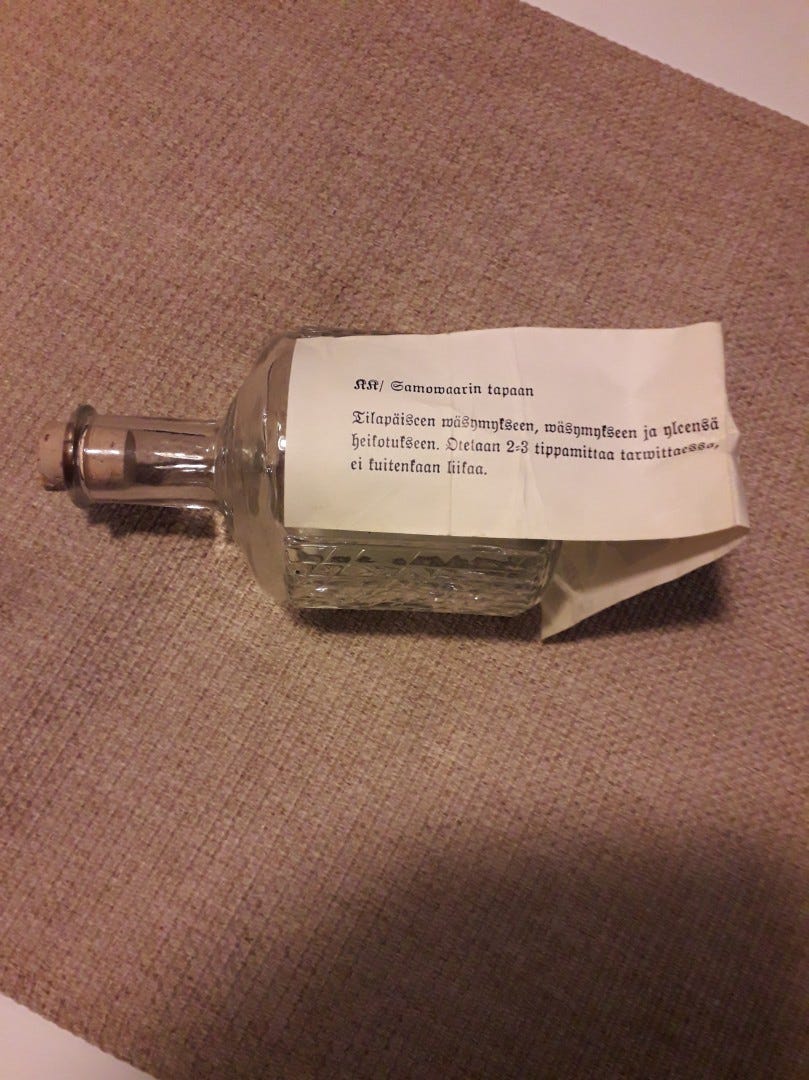 KK/ Samowaarin tapaan
Tilapäiseen wäsymykseen, wäsymykseen ja yleensä
heikotukseen. Otetaan 2-3 tippamittaa tarwittaessa,
ei kuitenkaan liikaa.